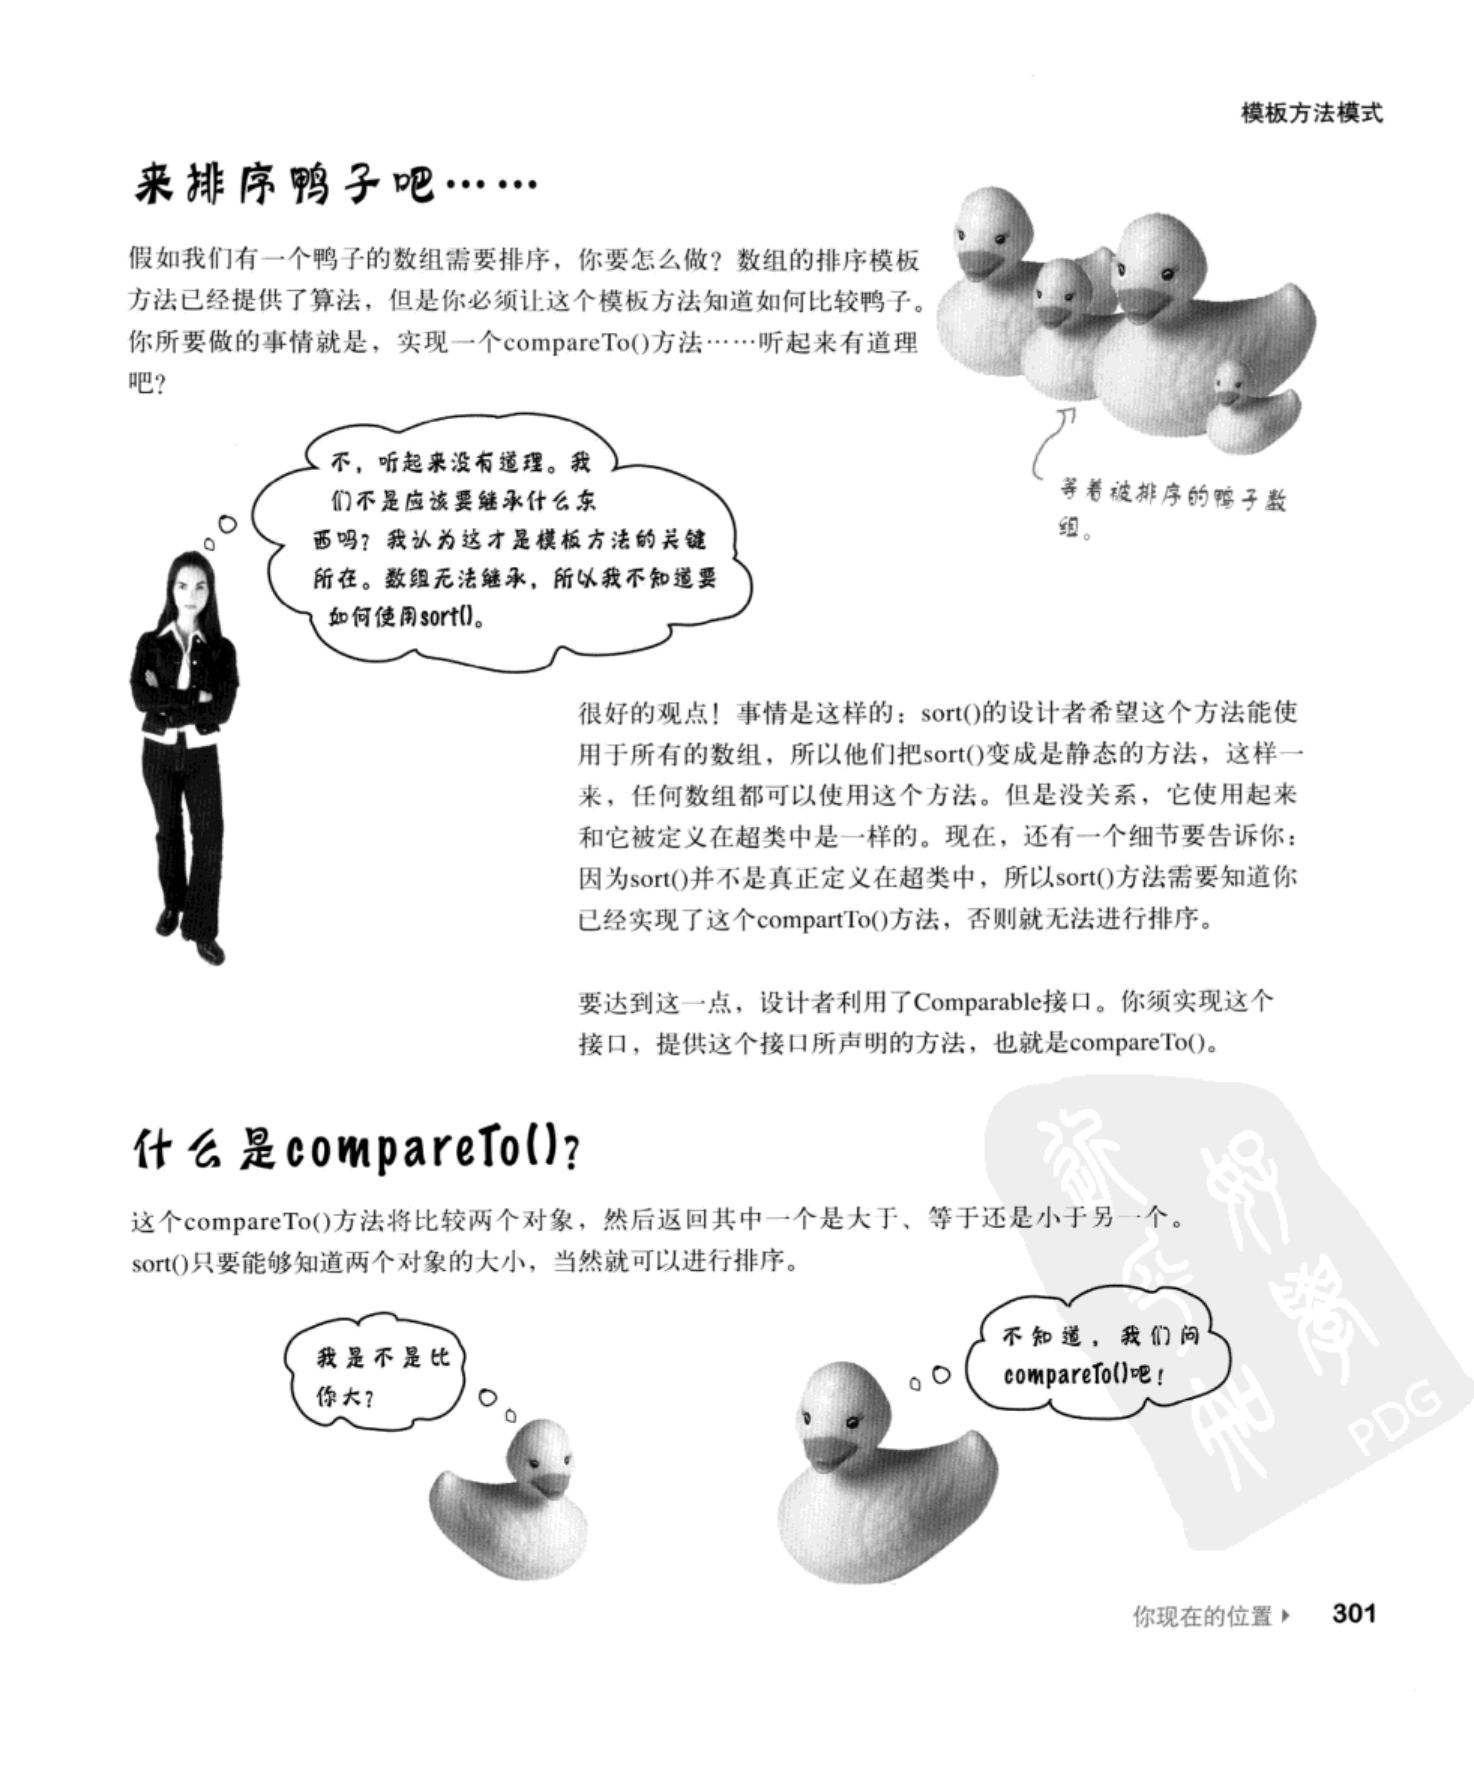 模板方法模式
来排序鸭子吧……
假如我们有一个鸭子的数组需要排序，你要怎么做？数组的排序模板
方法已经提供了算法，但是你必须让这个模板方法知道如何比较鸭子。
你所要做的事情就是，实现一个compareTo()方法……听起来有道理
吧？
等着被排序的鸭子数
组。
不，听起来没有道理。我
们不是应该要继承什么东
西吗？我认为这才是模板方法的关键
所在。数组无法继承，所以我不知道要
如何使用sort()。
很好的观点！事情是这样的：sort()的设计者希望这个方法能使
用于所有的数组，所以他们把sort()变成是静态的方法，这样一
来，任何数组都可以使用这个方法。但是没关系，它使用起来
和它被定义在超类中是一样的。现在，还有一个细节要告诉你：
因为sort()并不是真正定义在超类中，所以sort()方法需要知道你
已经实现了这个compartTo()方法，否则就无法进行排序。
要达到这一点，设计者利用了Comparable接口。你须实现这个
接口，提供这个接口所声明的方法，也就是compareTo()。
什么是compareTo()?
这个compareTo()方法将比较两个对象，然后返回其中一个是大于、等于还是小于另一个。
sort()只要能够知道两个对象的大小，当然就可以进行排序。
我是不是比
你大？
不知道，我们问
compareTo()吧！
PDG
你现在的位置▶ 301